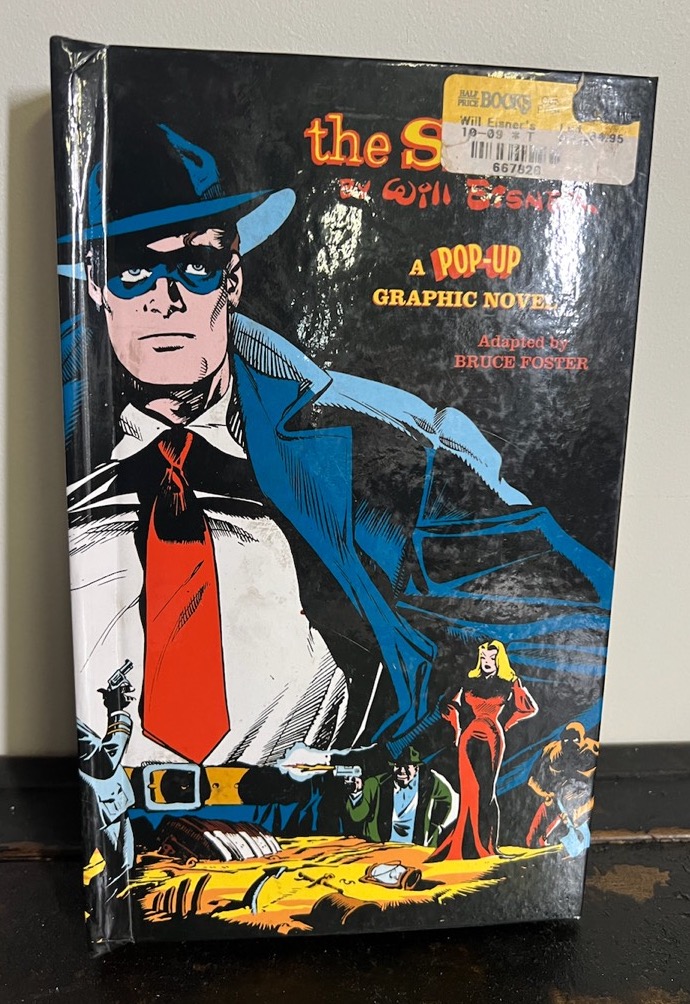 the S
By Will Eisner
A POP-UP
GRAPHIC NOVEL
Adapted by
BRUCE FOSTER
HALF PRICE BOOKS
Will Eisner's
10-09 * T
667820